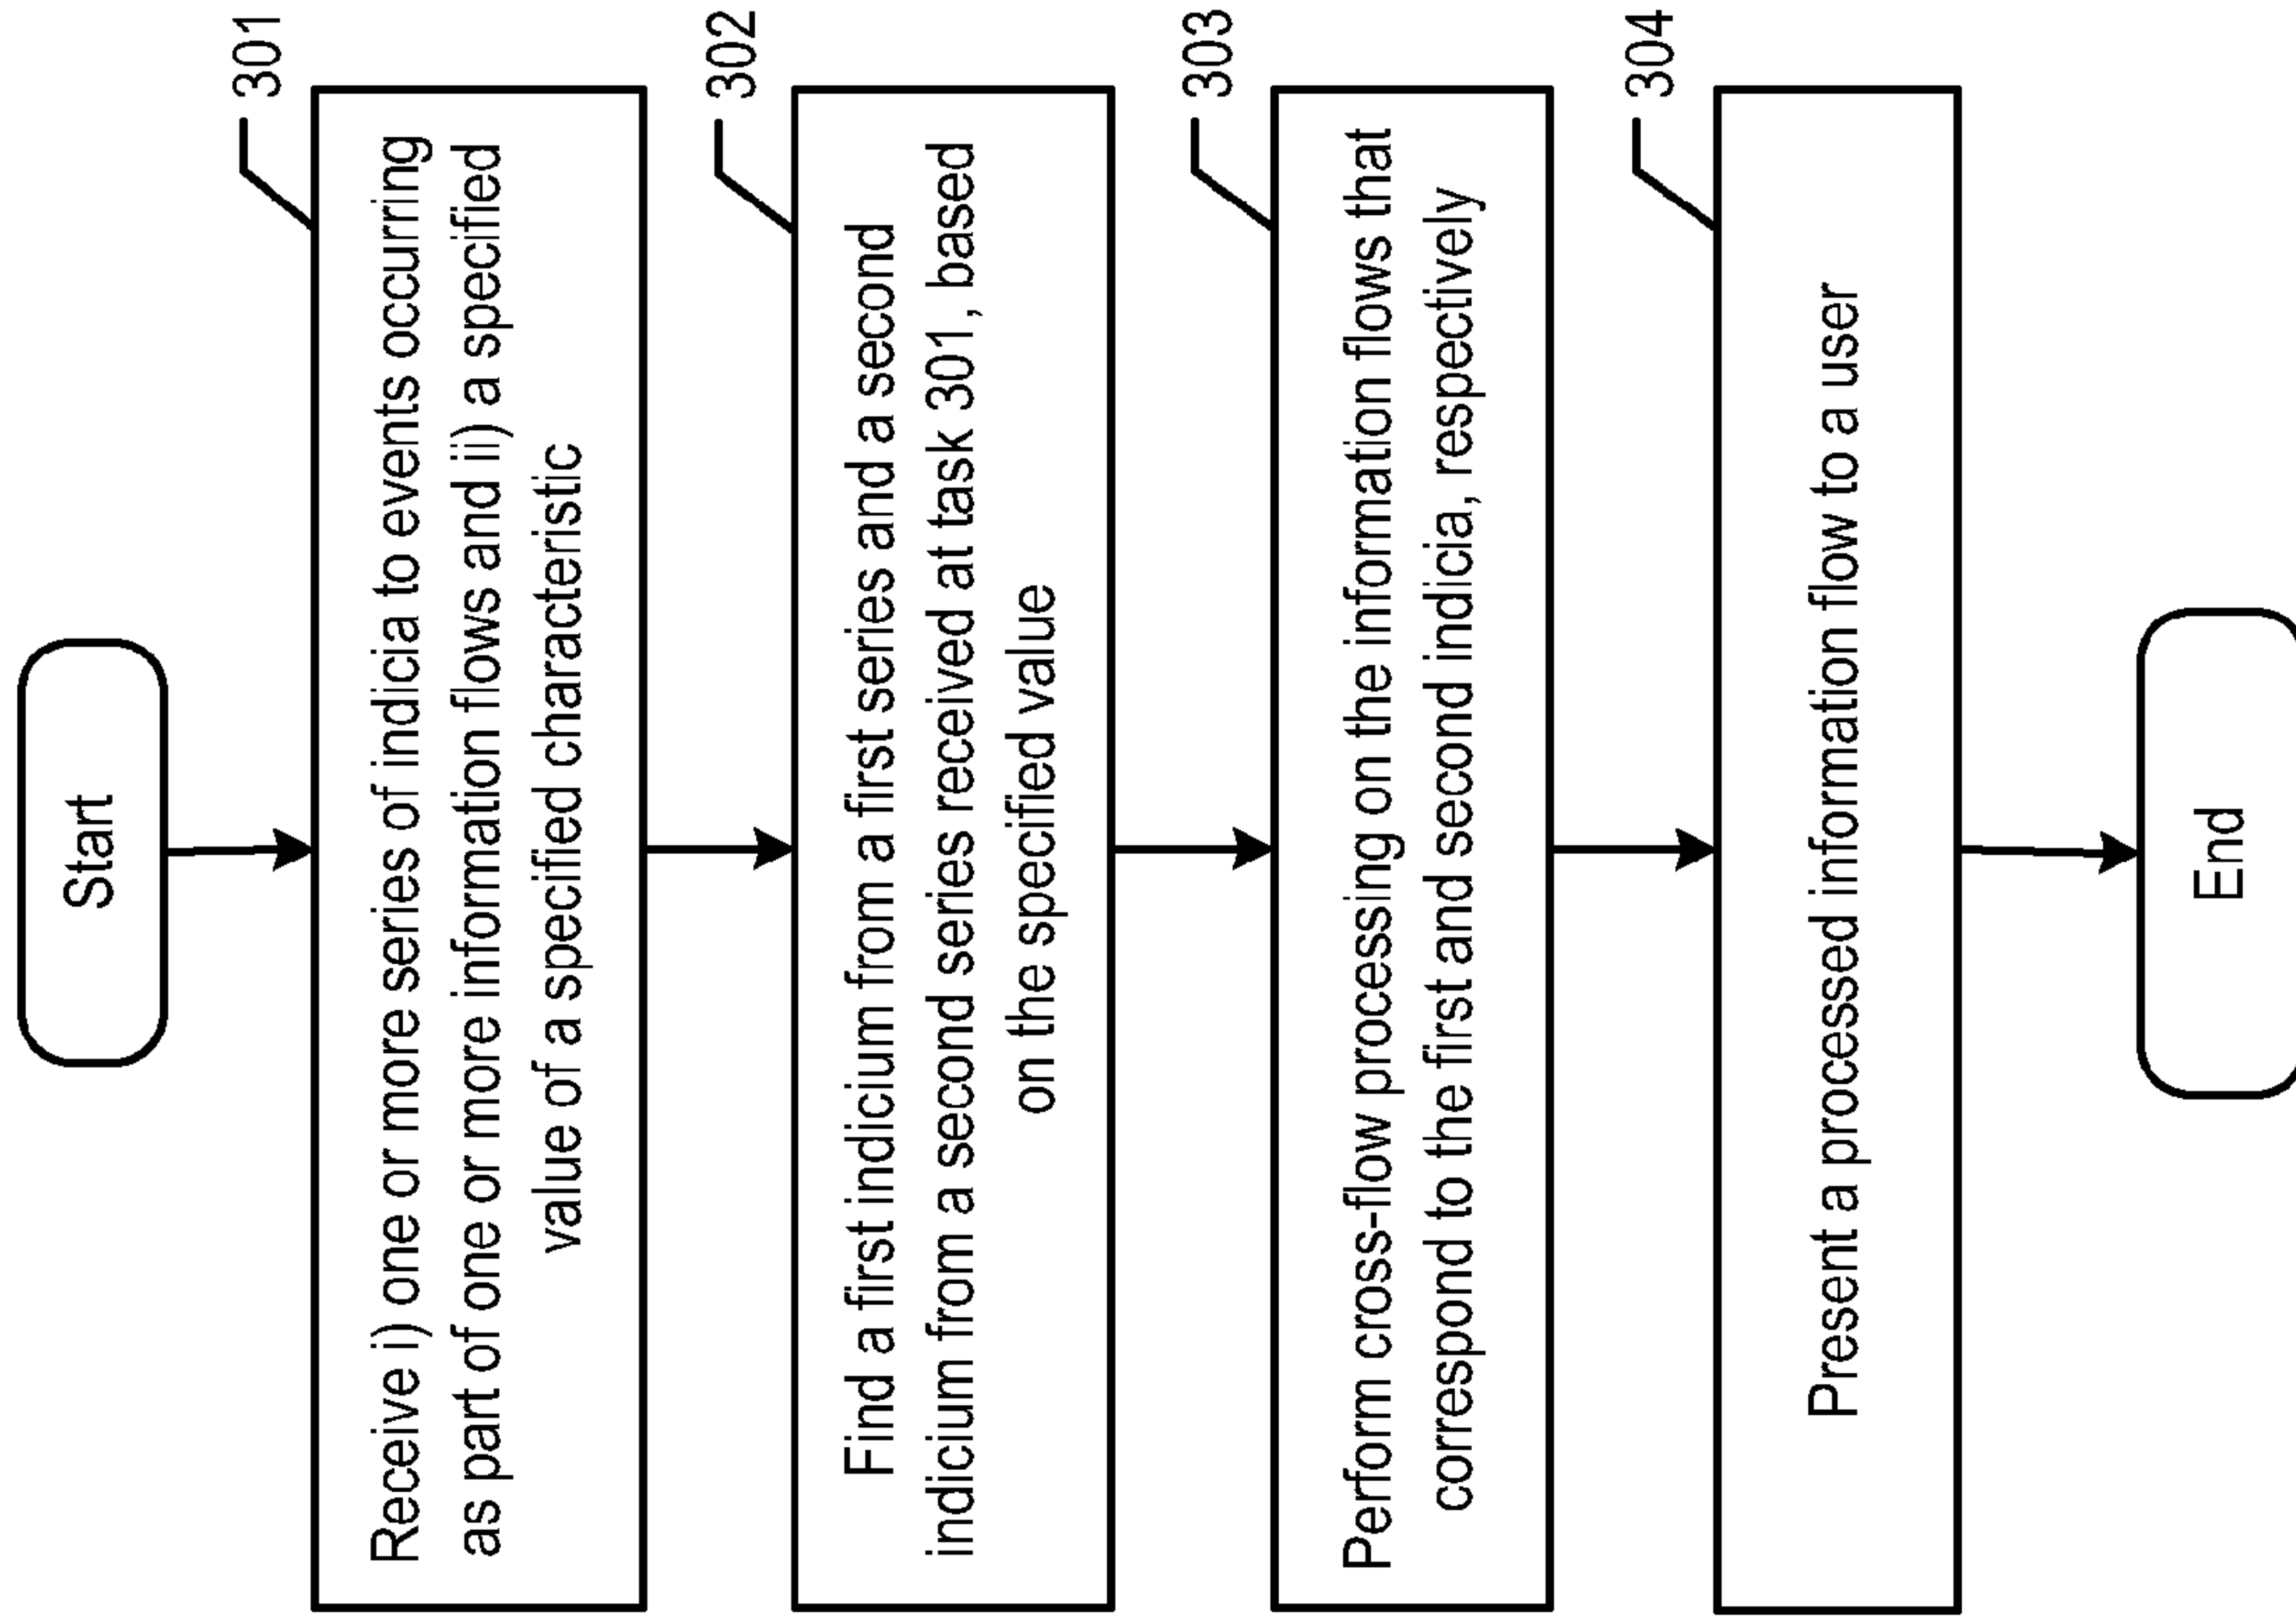 Start
301
Receive i) one or more series of indicia to events occurring
as part of one or more information flows and ii) a specified
value of a specified characteristic
302
Find a first indicium from a first series and a second
indicium from a second series received at task 301, based
on the specified value
303
Perform cross-flow processing on the information flows that
correspond to the first and second indicia, respectively
304
Present a processed information flow to a user
End